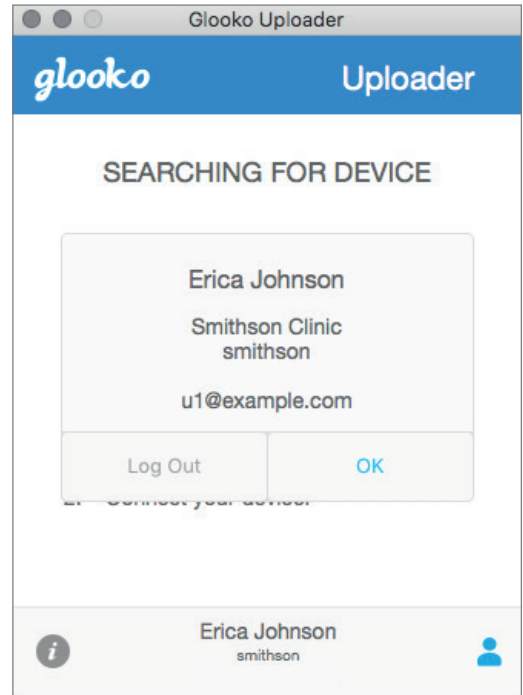 Glooko Uploader
glooko Uploader
SEARCHING FOR DEVICE
Erica Johnson
Smithson Clinic
smithson
u1@example.com
Log Out OK
Erica Johnson
smithson